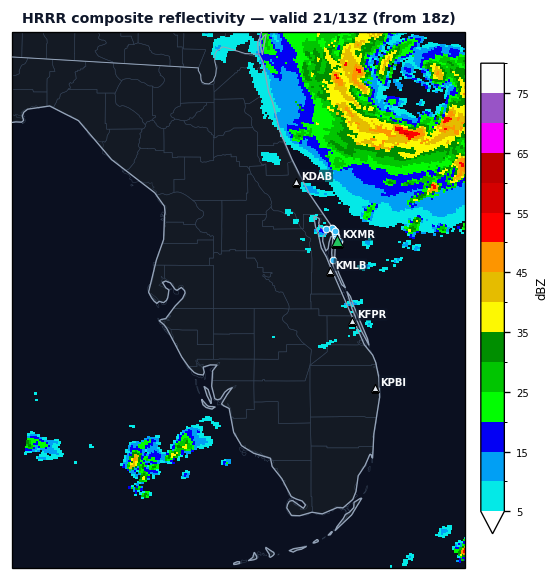 HRRR composite reflectivity — valid 21/13Z (from 18z)
KDAB
KXMR
KMLB
KFPR
KPBI
75
65
55
45
35
25
15
5
dBZ